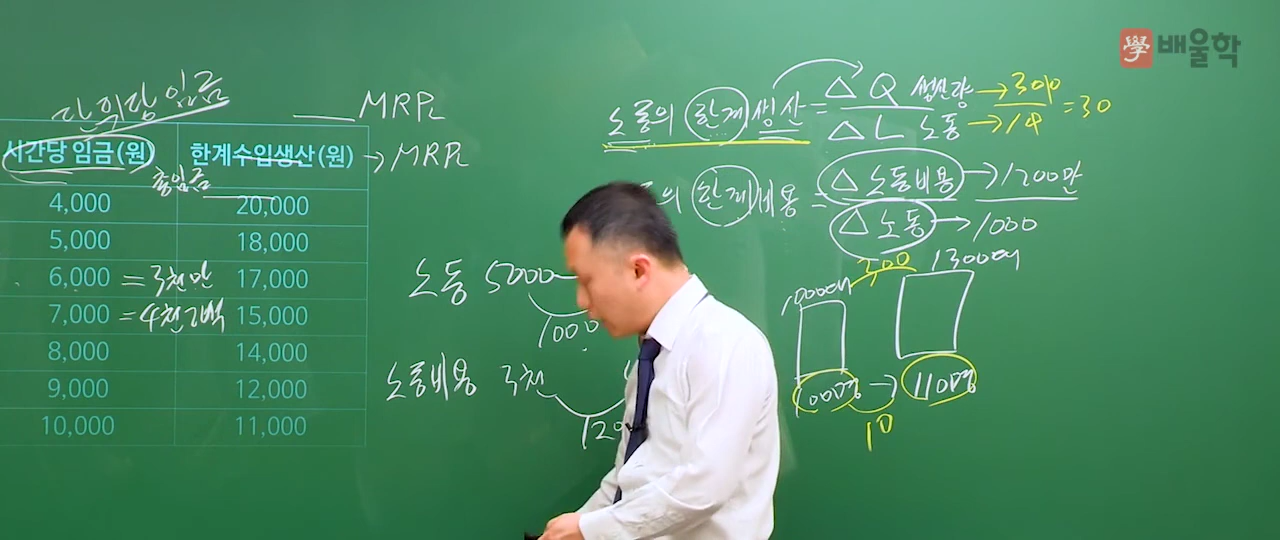 배울학
단위당 임금
MRPL
시간당 임금(원) 한계수입생산(원) → MRPL
총임금
4,000 20,000
5,000 18,000
6,000 = 3천만 17,000
7,000 = 4천2백 15,000
8,000 14,000
9,000 12,000
10,000 11,000
노동의 한계생산 = △Q 생산량 → 300 = 30
△L 노동 →
의 한계비용 = △노동비용 → 1200만
△노동 → 1000
노동 5000
1000
노동비용 3천
120
300
1000대 1300대
100명 → 110명
10